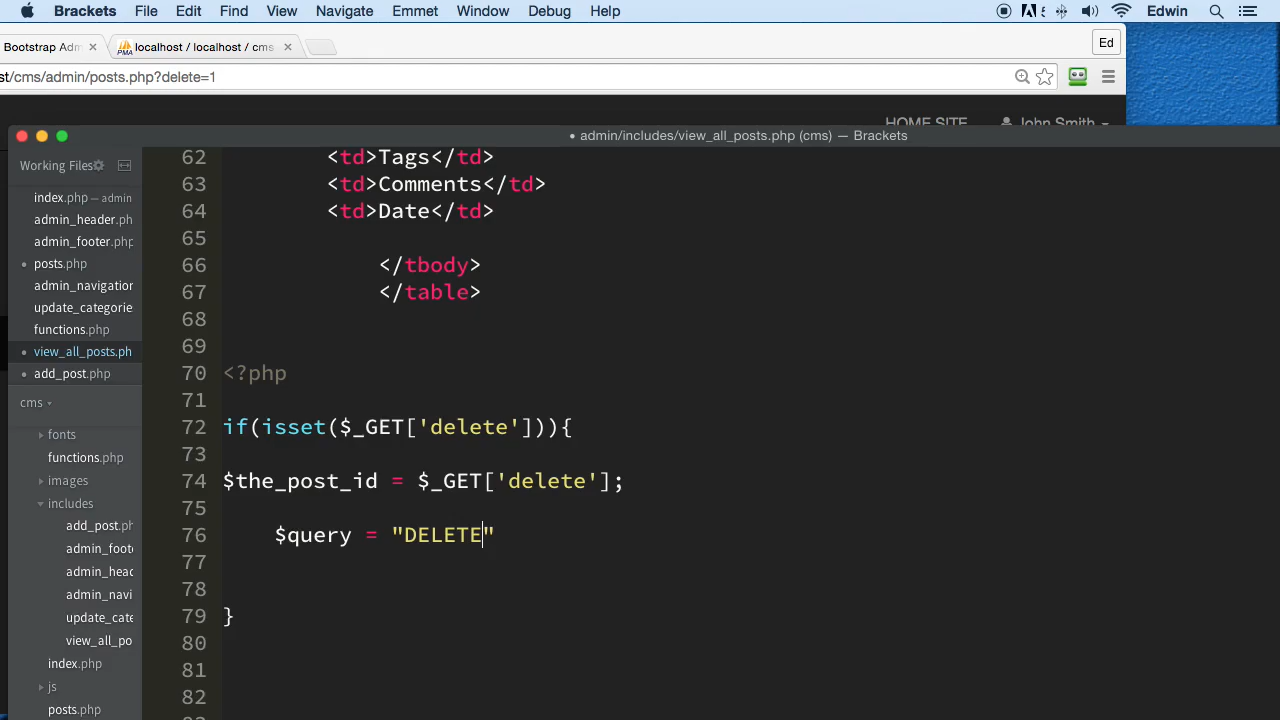 Brackets File Edit Find View Navigate Emmet Window Debug Help Edwin
Bootstrap Adm localhost / localhost / cms Ed
st/cms/admin/posts.php?delete=1
HOME SITE John Smith
• admin/includes/view_all_posts.php (cms) — Brackets
Working Files
index.php — admin
admin_header.ph
admin_footer.ph
posts.php
admin_navigation
update_categorie
functions.php
view_all_posts.ph
add_post.php
cms
fonts
functions.php
images
includes
add_post.ph
admin_foote
admin_head
admin_navi
update_cate
view_all_po
index.php
js
posts.php
62 <td>Tags</td>
63 <td>Comments</td>
64 <td>Date</td>
65
66 </tbody>
67 </table>
68
69
70 <?php
71
72 if(isset($_GET['delete'])){
73
74 $the_post_id = $_GET['delete'];
75
76 $query = "DELETE"
77
78
79 }
80
81
82